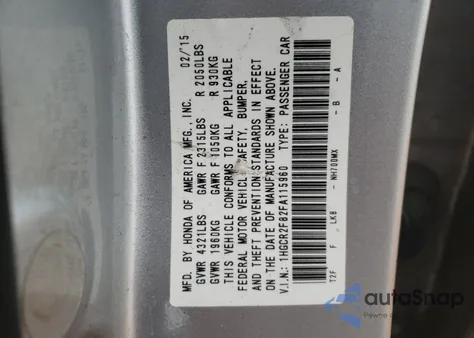 MFD. BY HONDA OF AMERICA MFG., INC. 02/15
GVWR 4321LBS GAWR F 2315LBS R 2050LBS
GVWR 1960KG GAWR F 1050KG R 930KG
THIS VEHICLE CONFORMS TO ALL APPLICABLE
FEDERAL MOTOR VEHICLE SAFETY, BUMPER,
AND THEFT PREVENTION STANDARDS IN EFFECT
ON THE DATE OF MANUFACTURE SHOWN ABOVE.
V.I.N.: 1HGCR2F82FA115960 TYPE: PASSENGER CAR
T2F F LK8 NH700MX - B - A
autoSnap